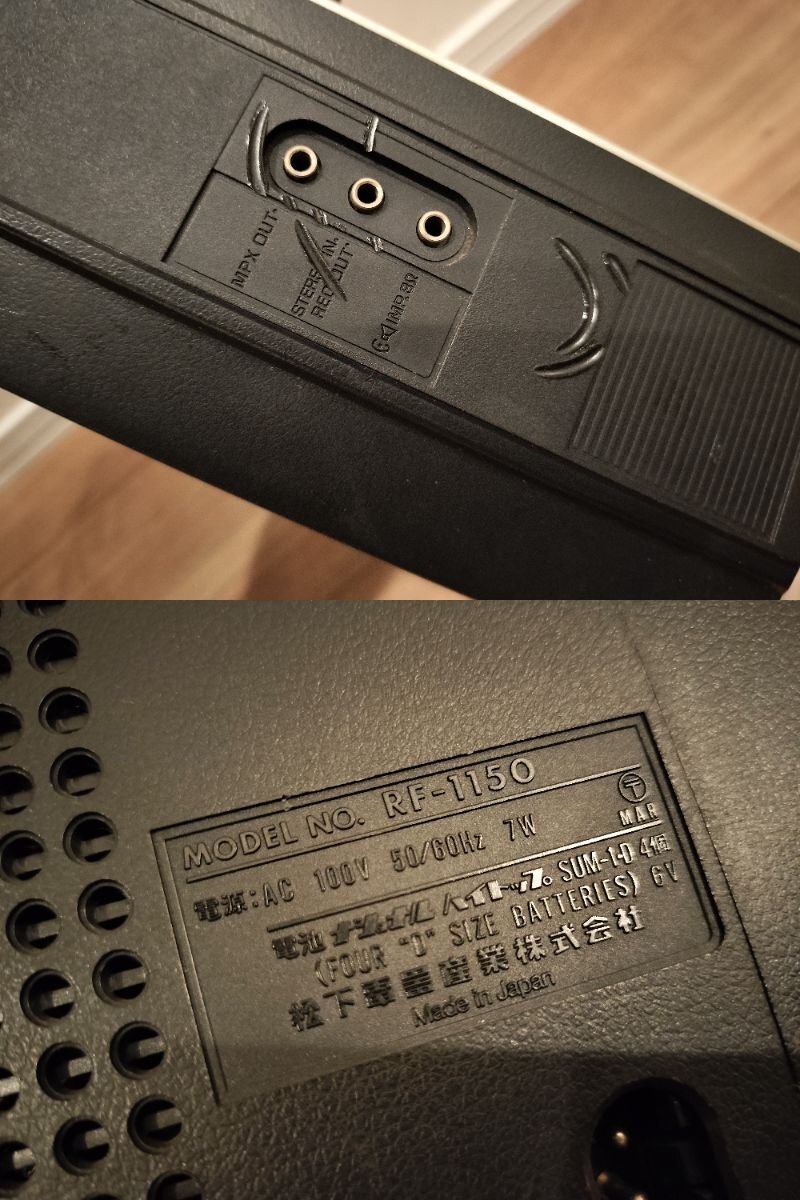 MPX OUT
STEREO IN.
REC OUT
IMP. 8Ω
MODEL NO. RF-1150
電源:AC 100V 50/60Hz 7W
〒
MAR
電池 ナショナル ハイトップ。 SUM-1·D 4個
(FOUR "D" SIZE BATTERIES) 6V
松下電器産業株式会社
Made in Japan